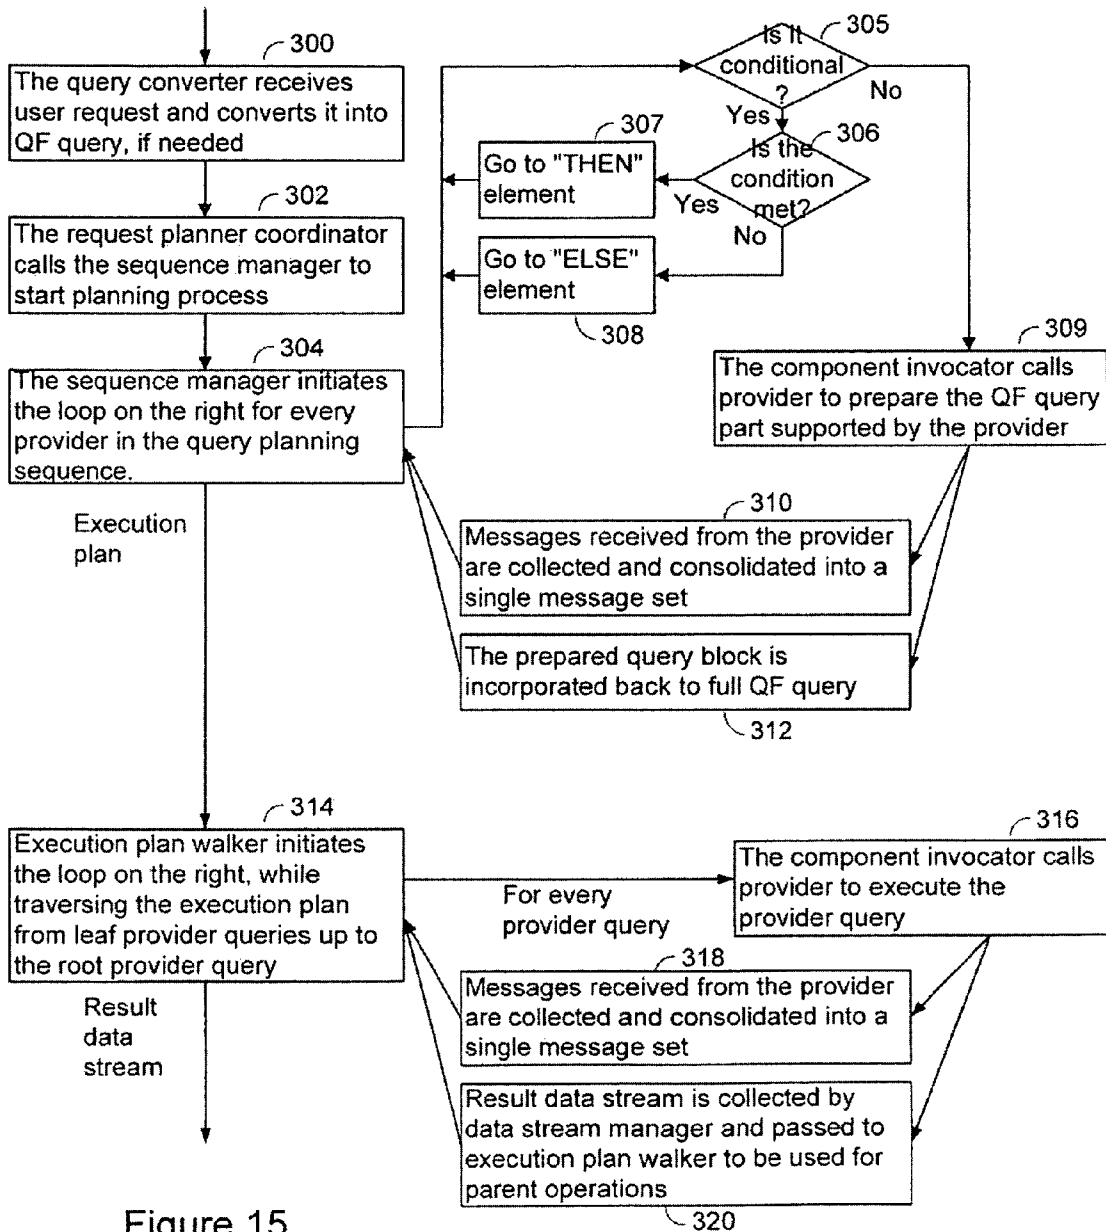 300
The query converter receives
user request and converts it into
QF query, if needed
302
The request planner coordinator
calls the sequence manager to
start planning process
304
The sequence manager initiates
the loop on the right for every
provider in the query planning
sequence.
305
Is it
conditional
?
No
Yes
306
Is the
condition
met?
Yes
No
307
Go to "THEN"
element
Go to "ELSE"
element
308
309
The component invocator calls
provider to prepare the QF query
part supported by the provider
310
Messages received from the provider
are collected and consolidated into a
single message set
The prepared query block is
incorporated back to full QF query
312
Execution
plan
314
Execution plan walker initiates
the loop on the right, while
traversing the execution plan
from leaf provider queries up to
the root provider query
For every
provider query
316
The component invocator calls
provider to execute the
provider query
318
Messages received from the provider
are collected and consolidated into a
single message set
Result data stream is collected by
data stream manager and passed to
execution plan walker to be used for
parent operations
320
Result
data
stream
Figure 15